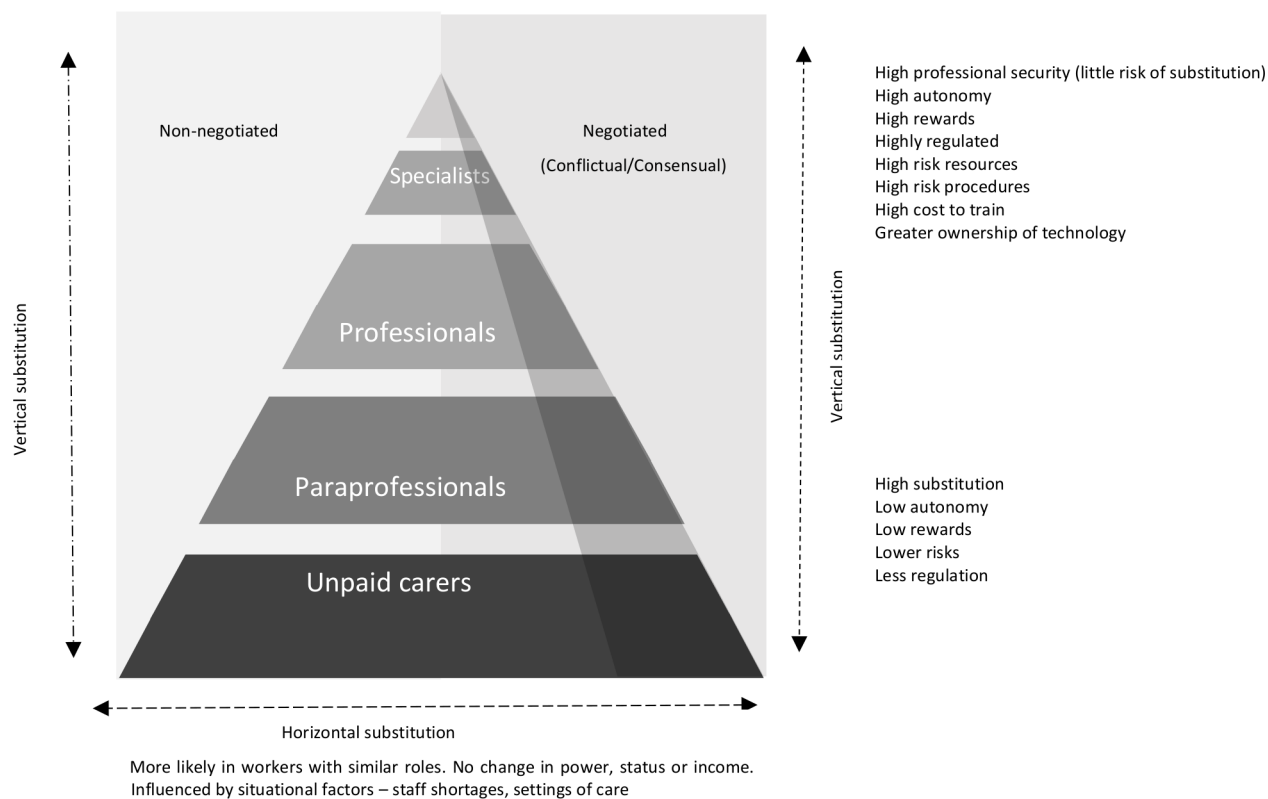 Non-negotiated
Negotiated
(Conflictual/Consensual)
Specialists
Professionals
Paraprofessionals
Unpaid carers
Vertical substitution
Vertical substitution
High professional security (little risk of substitution)
High autonomy
High rewards
Highly regulated
High risk resources
High risk procedures
High cost to train
Greater ownership of technology
High substitution
Low autonomy
Low rewards
Lower risks
Less regulation
Horizontal substitution
More likely in workers with similar roles. No change in power, status or income.
Influenced by situational factors – staff shortages, settings of care